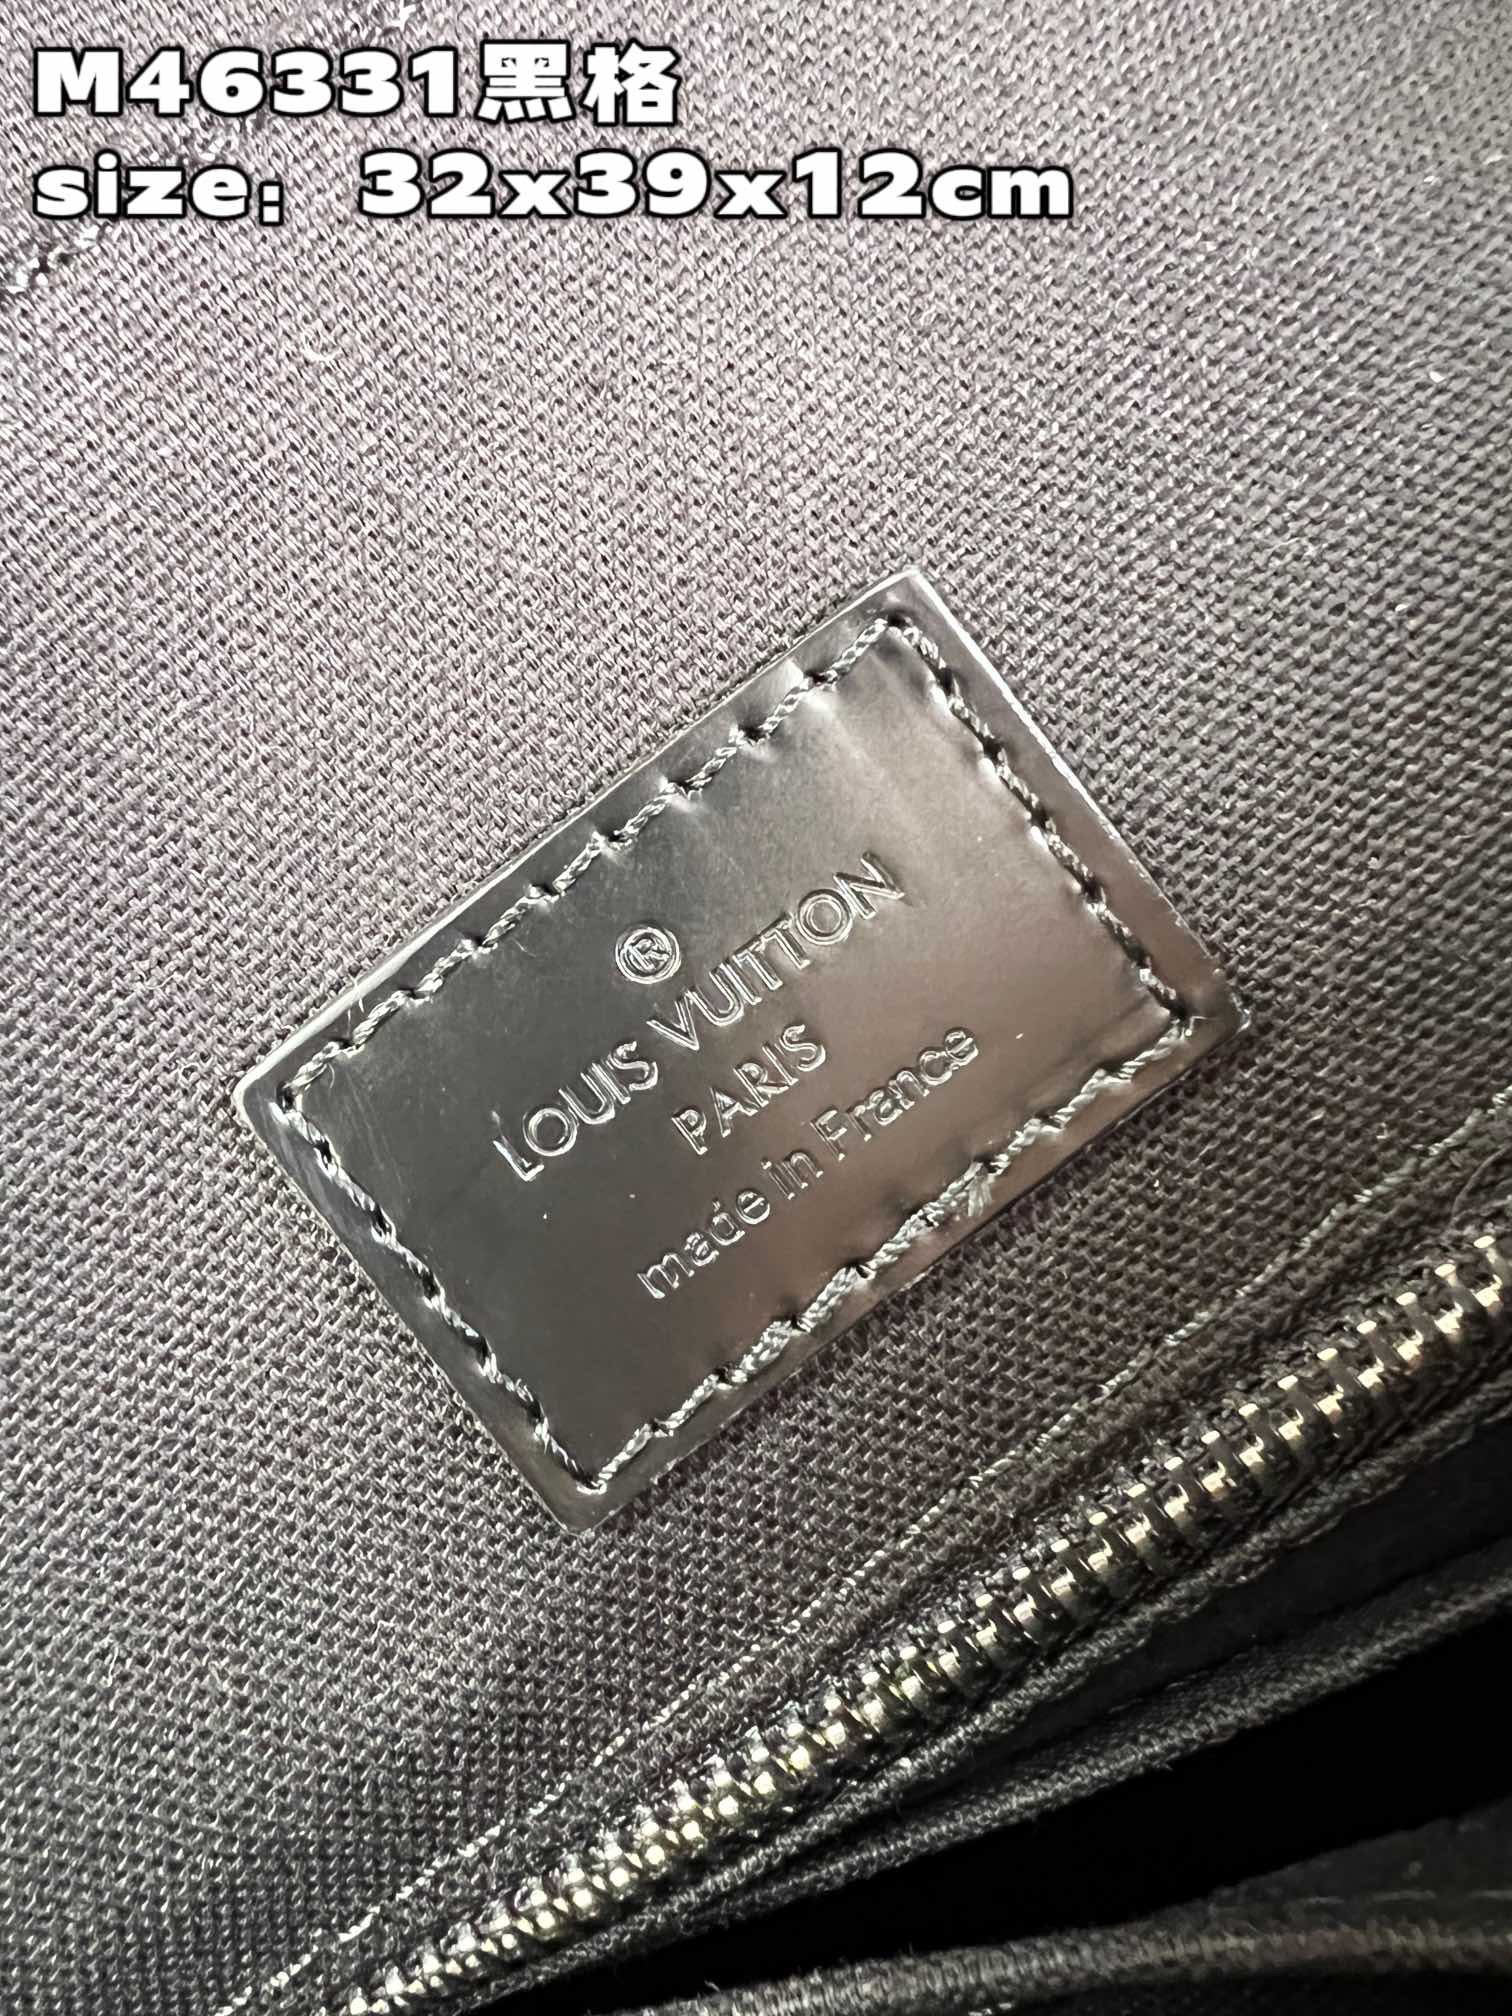 M46331黑格
size：32x39x12cm
®
LOUIS VUITTON
PARIS
made in France